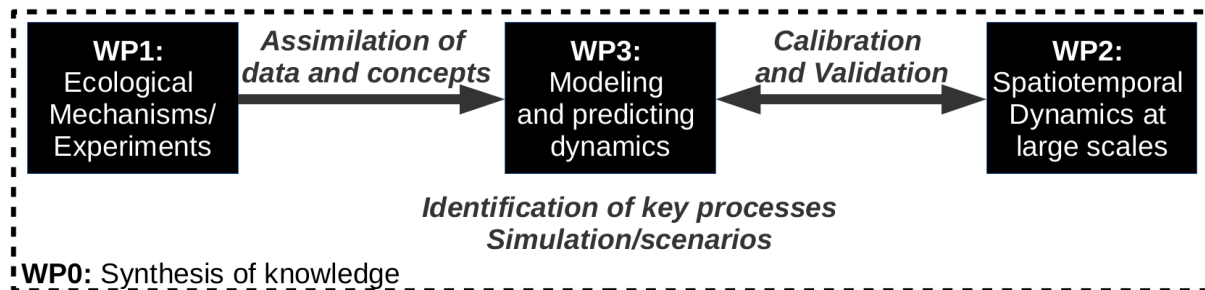 WP1:
Ecological
Mechanisms/
Experiments
Assimilation of
data and concepts
WP3:
Modeling
and predicting
dynamics
Calibration
and Validation
WP2:
Spatiotemporal
Dynamics at
large scales
Identification of key processes
Simulation/scenarios
WP0: Synthesis of knowledge